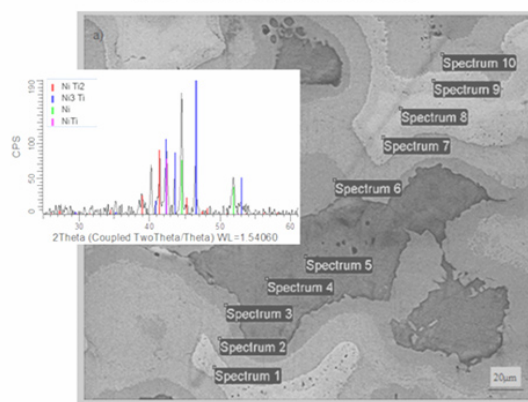 a)
Spectrum 10
Spectrum 9
Spectrum 8
Spectrum 7
Spectrum 6
Spectrum 5
Spectrum 4
Spectrum 3
Spectrum 2
Spectrum 1
20µm
190
100
50
0
CPS
Ni Ti2
Ni3 Ti
Ni
NiTi
30 40 50 60
2Theta (Coupled TwoTheta/Theta) WL=1.54060